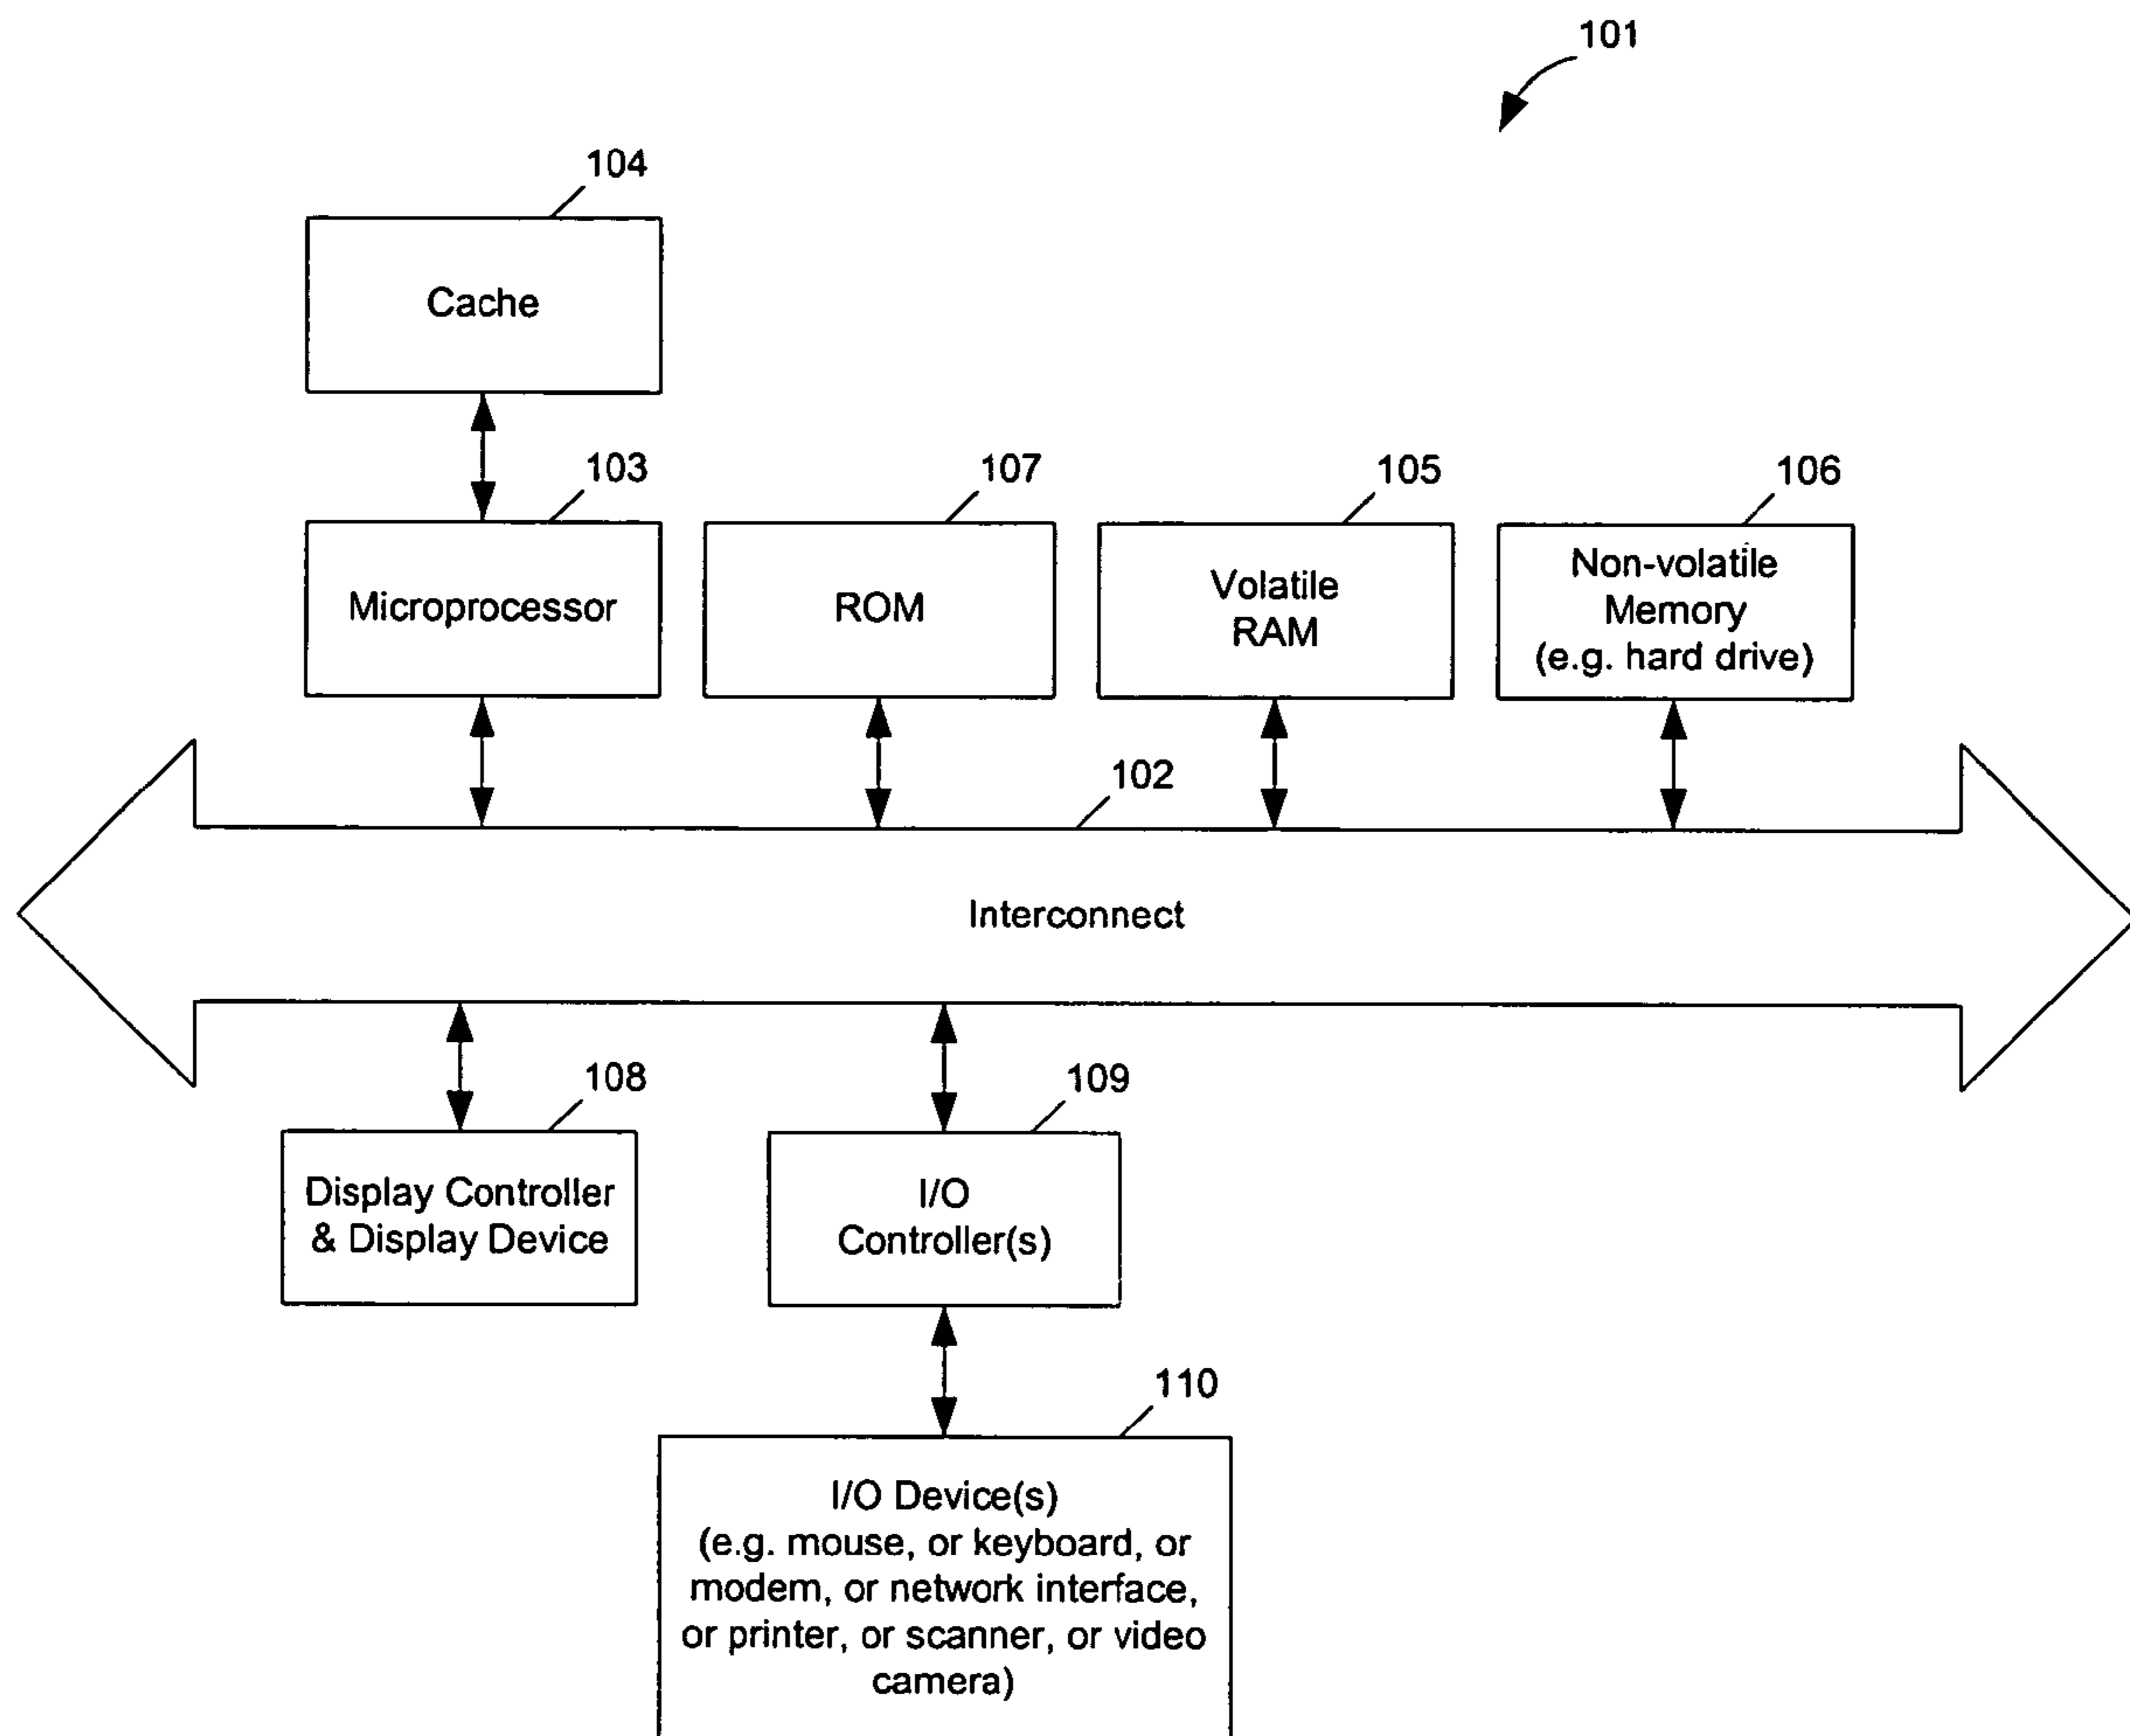 101
104
Cache
103
107
105
106
Microprocessor
ROM
Volatile
RAM
Non-volatile
Memory
(e.g. hard drive)
102
Interconnect
108
109
Display Controller
& Display Device
I/O
Controller(s)
110
I/O Device(s)
(e.g. mouse, or keyboard, or
modem, or network interface,
or printer, or scanner, or video
camera)